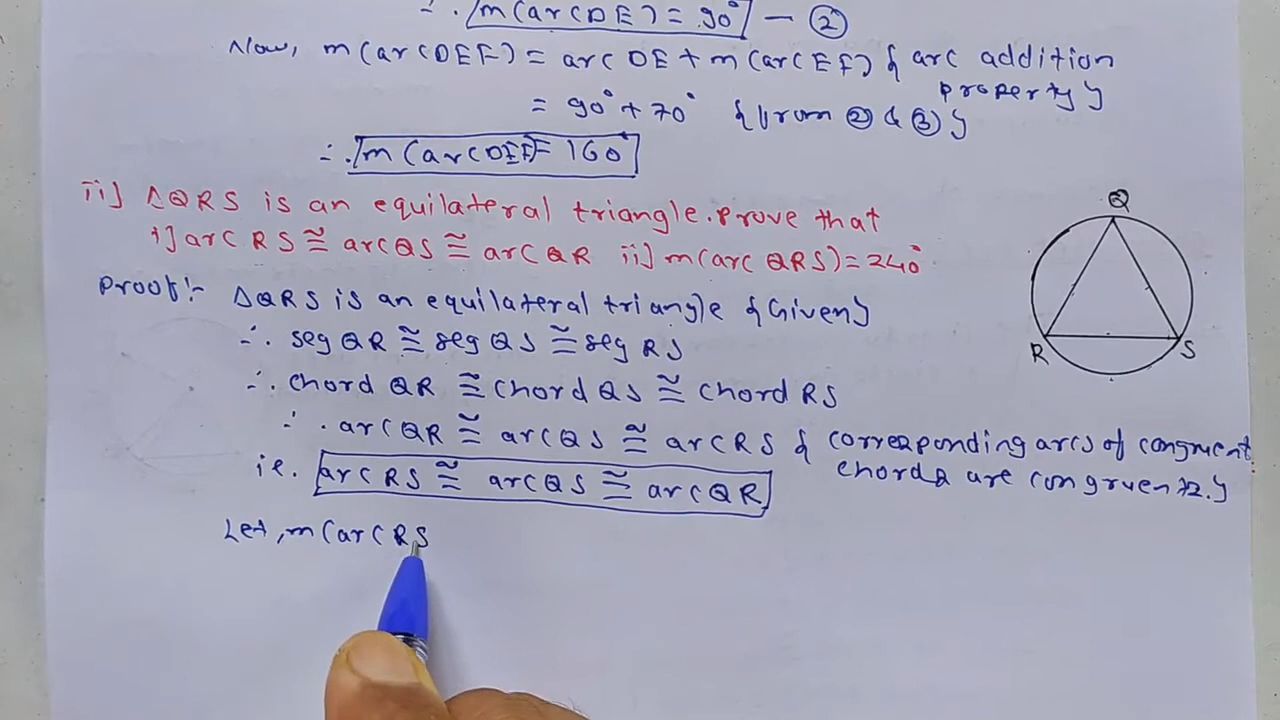 ∴ m(arc DE) = 90° — ②
Now, m(arc DEF) = arc DE + m(arc EF) { arc addition
property }
= 90° + 70° { from ② & ③ }
∴ m(arc DEF) = 160°
ii] △QRS is an equilateral triangle. prove that
i] arc RS ≅ arc QS ≅ arc QR ii] m(arc QRS) = 240°
Proof:- △QRS is an equilateral triangle {Given}
∴ seg QR ≅ seg QS ≅ seg RS
∴ chord QR ≅ chord QS ≅ chord RS
∴ arc QR ≅ arc QS ≅ arc RS { corresponding arcs of congruent
chords are congruent. }
i.e. arc RS ≅ arc QS ≅ arc QR
Let, m(arc RS
Q
R
S